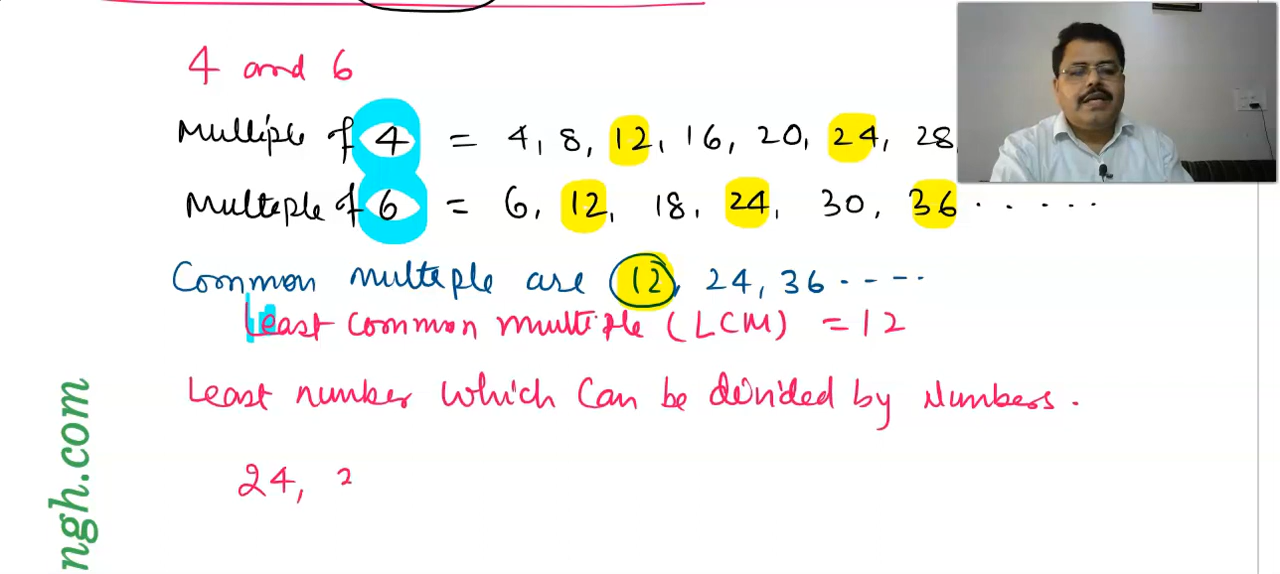 4 and 6
Multiple of 4 = 4, 8, 12, 16, 20, 24, 28
Multiple of 6 = 6, 12, 18, 24, 30, 36 .....
Common multiple are 12, 24, 36 ----
Least common multiple (LCM) = 12
Least number which can be divided by numbers.
24, 2
ngh.com